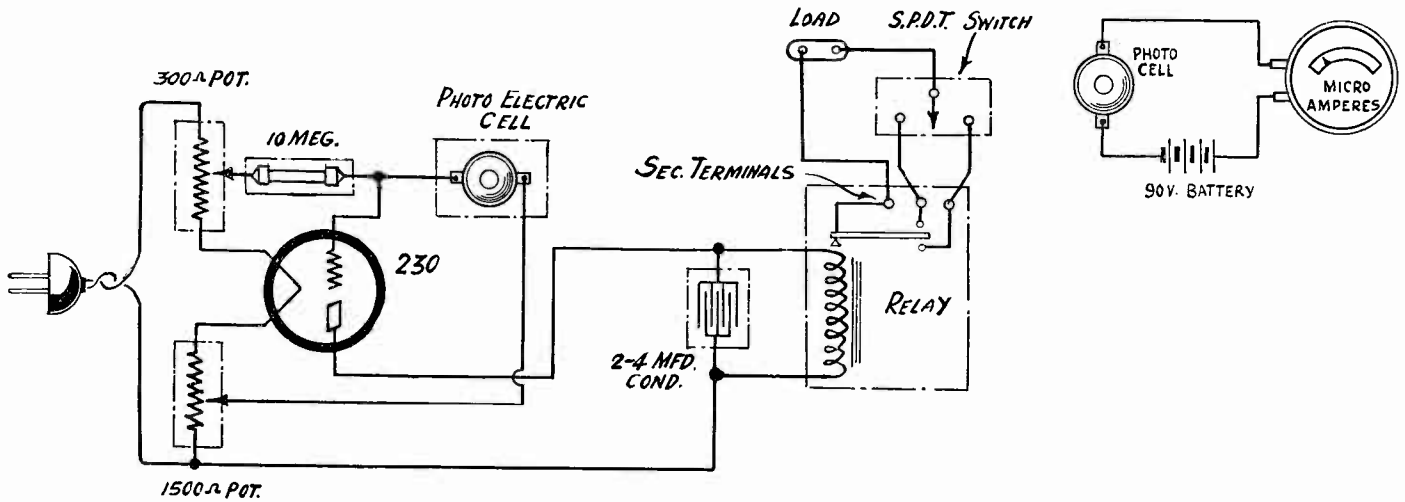 LOAD
S.P.D.T. SWITCH
300Ω POT.
PHOTO ELECTRIC
CELL
10 MEG.
SEC. TERMINALS
230
RELAY
2-4 MFD.
COND.
1500Ω POT.
PHOTO
CELL
MICRO
AMPERES
90V. BATTERY